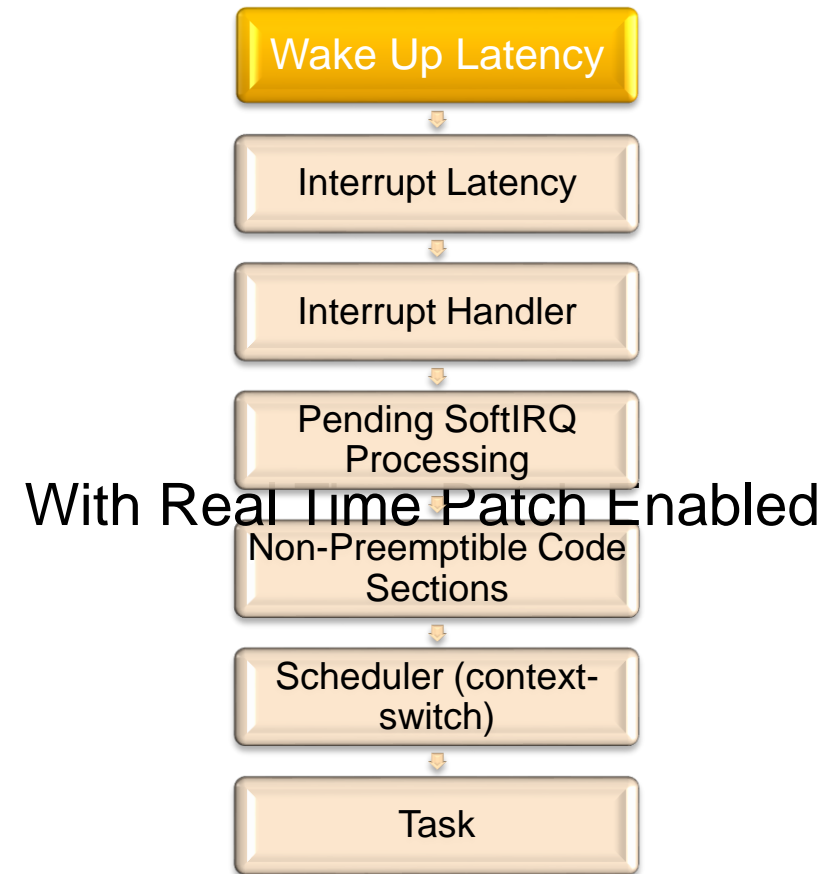 Wake Up Latency
Interrupt Latency
Interrupt Handler
Pending SoftIRQ
Processing
With Real Time Patch Enabled
Non-Preemptible Code
Sections
Scheduler (context-
switch)
Task